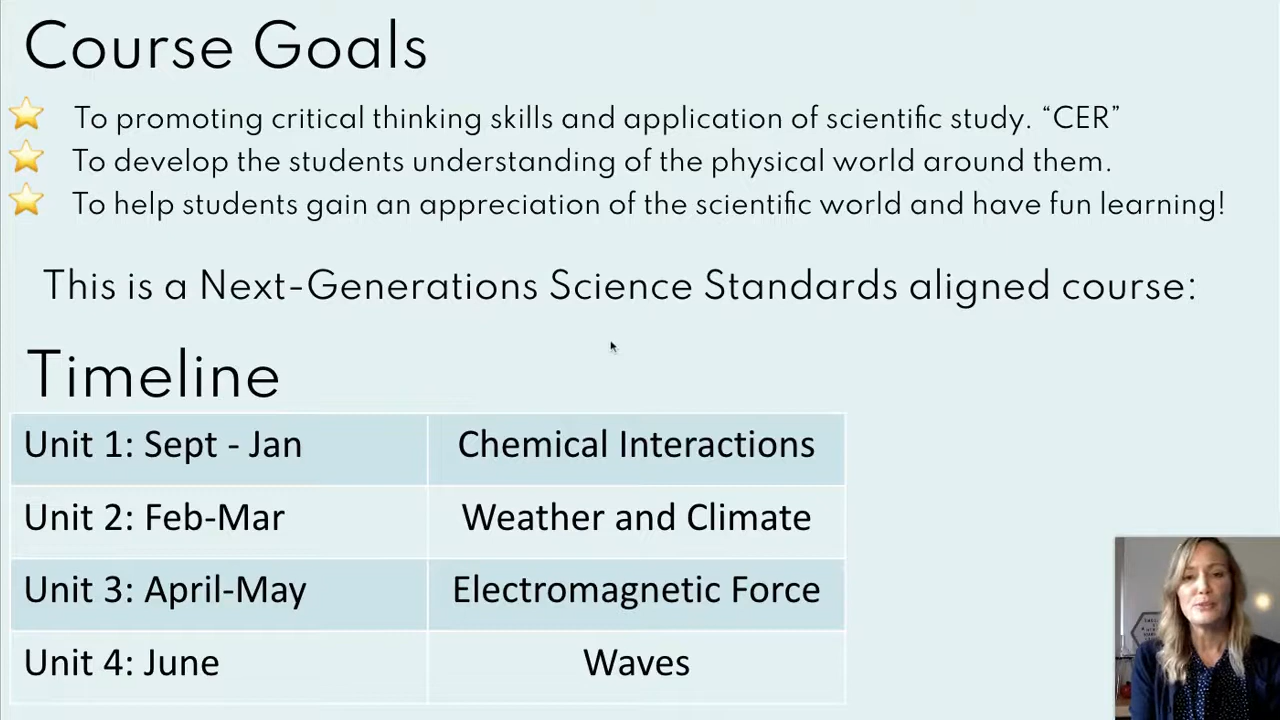 Course Goals
To promoting critical thinking skills and application of scientific study. “CER”
To develop the students understanding of the physical world around them.
To help students gain an appreciation of the scientific world and have fun learning!
This is a Next-Generations Science Standards aligned course:
Timeline
Unit 1: Sept - Jan Chemical Interactions
Unit 2: Feb-Mar Weather and Climate
Unit 3: April-May Electromagnetic Force
Unit 4: June Waves